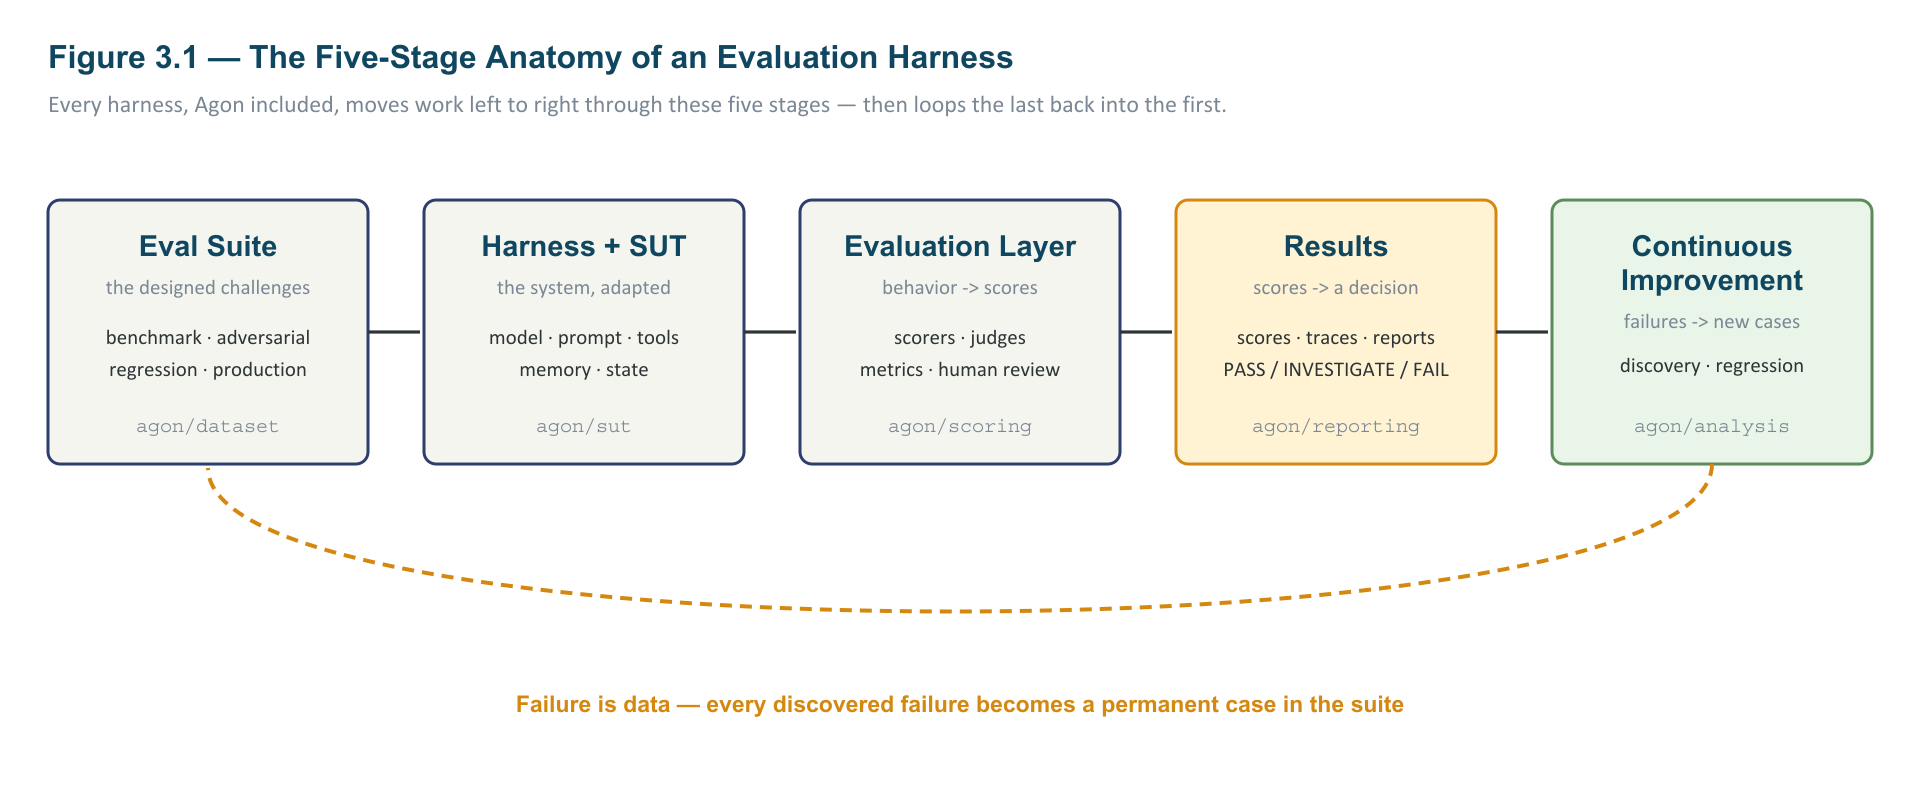 Figure 3.1 — The Five-Stage Anatomy of an Evaluation Harness
Every harness, Agon included, moves work left to right through these five stages — then loops the last back into the first.
Eval Suite
the designed challenges
benchmark · adversarial
regression · production
agon/dataset
Harness + SUT
the system, adapted
model · prompt · tools
memory · state
agon/sut
Evaluation Layer
behavior -> scores
scorers · judges
metrics · human review
agon/scoring
Results
scores -> a decision
scores · traces · reports
PASS / INVESTIGATE / FAIL
agon/reporting
Continuous
Improvement
failures -> new cases
discovery · regression
agon/analysis
Failure is data — every discovered failure becomes a permanent case in the suite